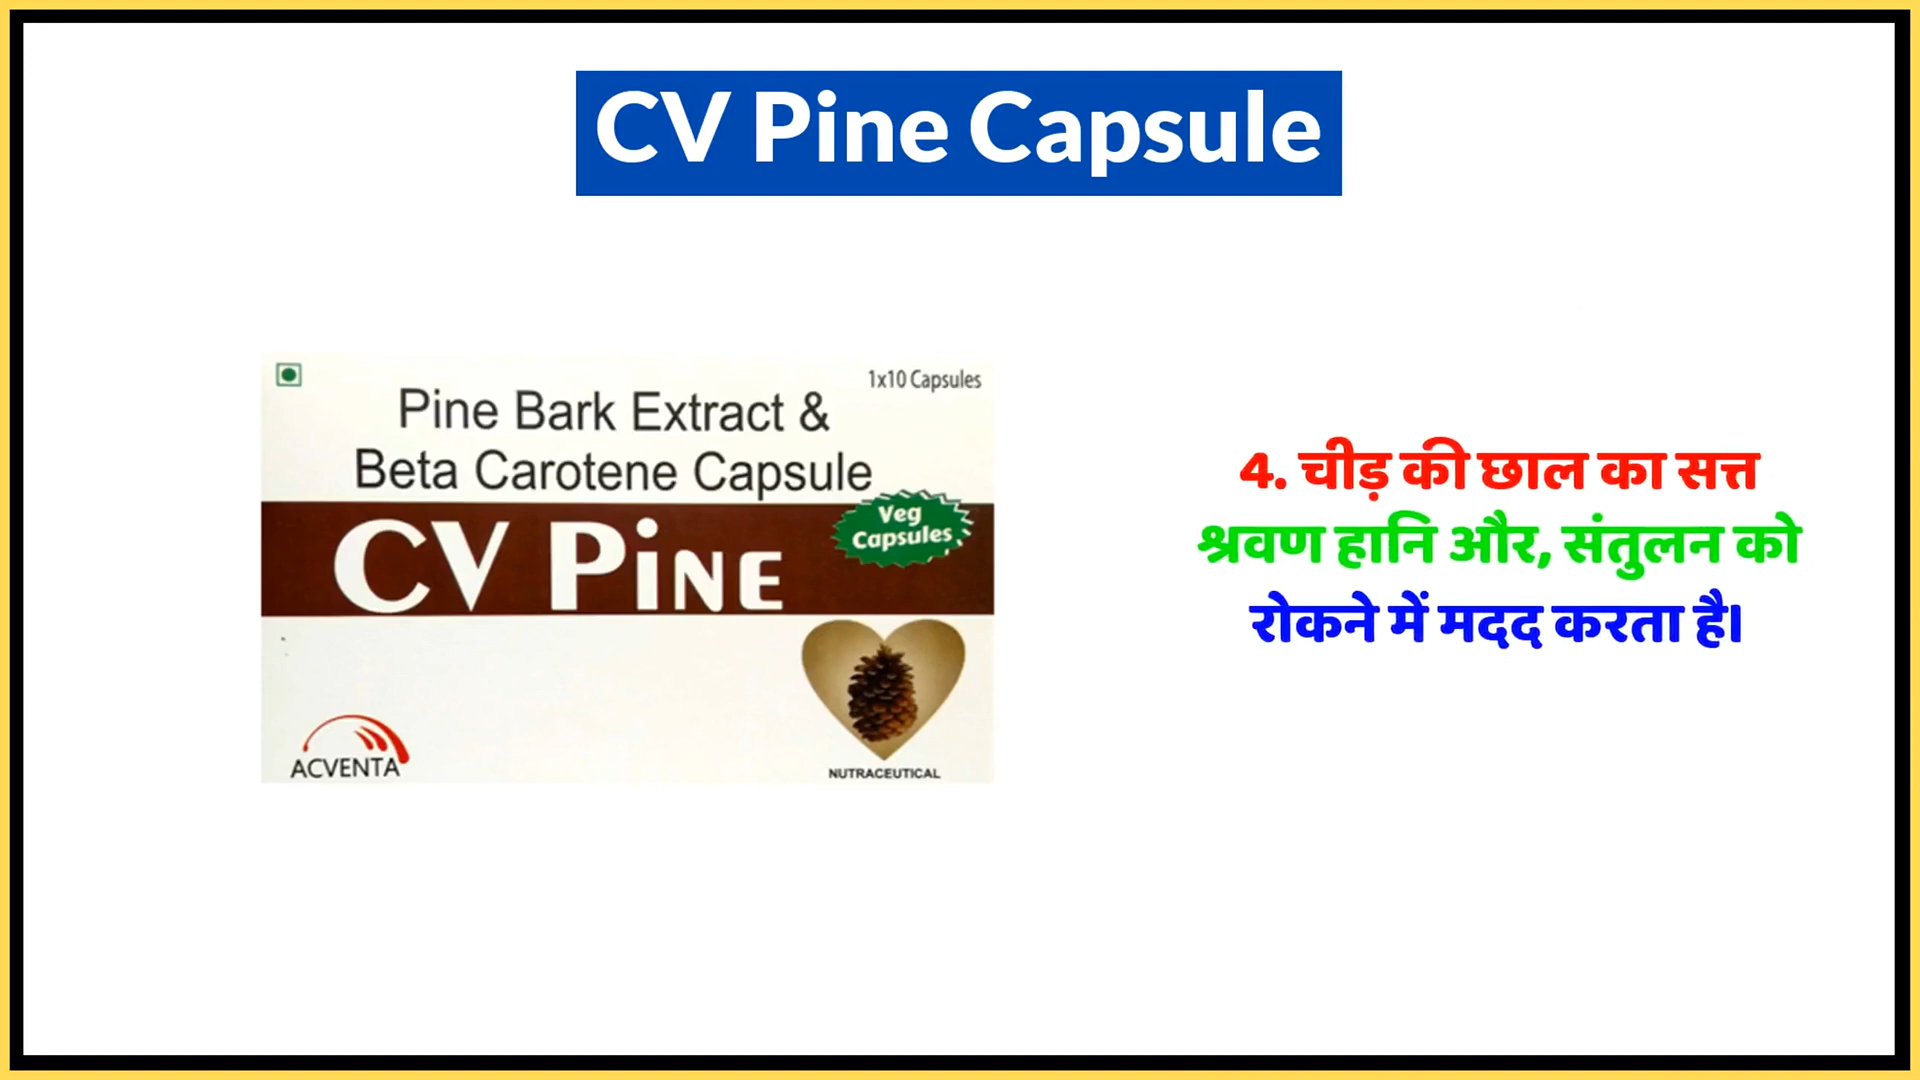 CV Pine Capsule
1x10 Capsules
Pine Bark Extract &
Beta Carotene Capsule
Veg
Capsules
CV PiNE
ACVENTA
NUTRACEUTICAL
4. चीड़ की छाल का सत्त
श्रवण हानि और, संतुलन को
रोकने में मदद करता है।